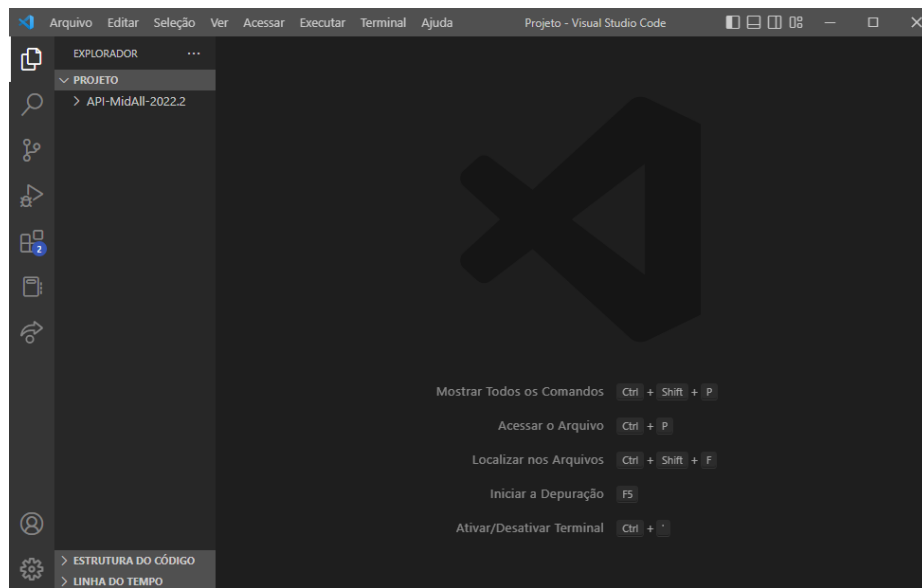 Arquivo Editar Seleção Ver Acessar Executar Terminal Ajuda Projeto - Visual Studio Code
EXPLORADOR ...
PROJETO
API-MidAll-2022.2
2
Mostrar Todos os Comandos Ctrl + Shift + P
Acessar o Arquivo Ctrl + P
Localizar nos Arquivos Ctrl + Shift + F
Iniciar a Depuração F5
Ativar/Desativar Terminal Ctrl + '
ESTRUTURA DO CÓDIGO
LINHA DO TEMPO